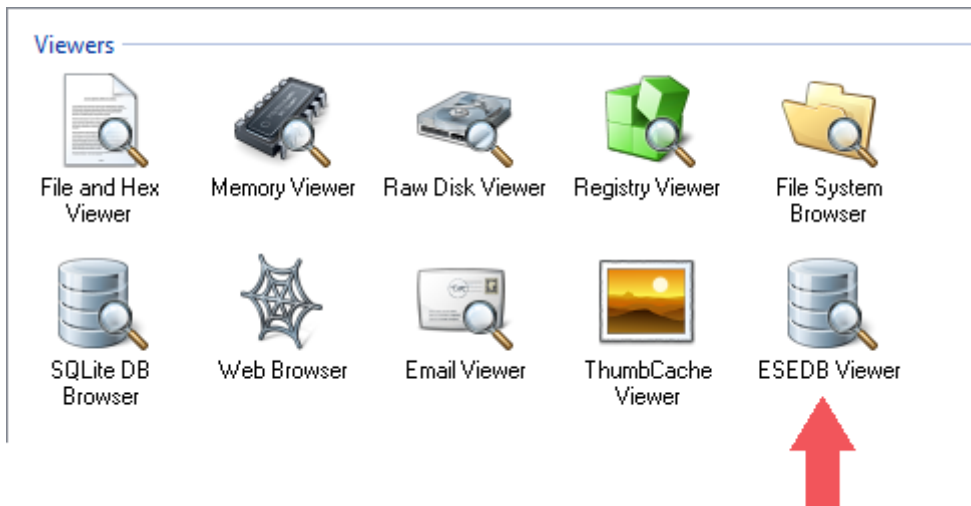 Viewers
File and Hex
Viewer
Memory Viewer
Raw Disk Viewer
Registry Viewer
File System
Browser
SQLite DB
Browser
Web Browser
Email Viewer
ThumbCache
Viewer
ESEDB Viewer